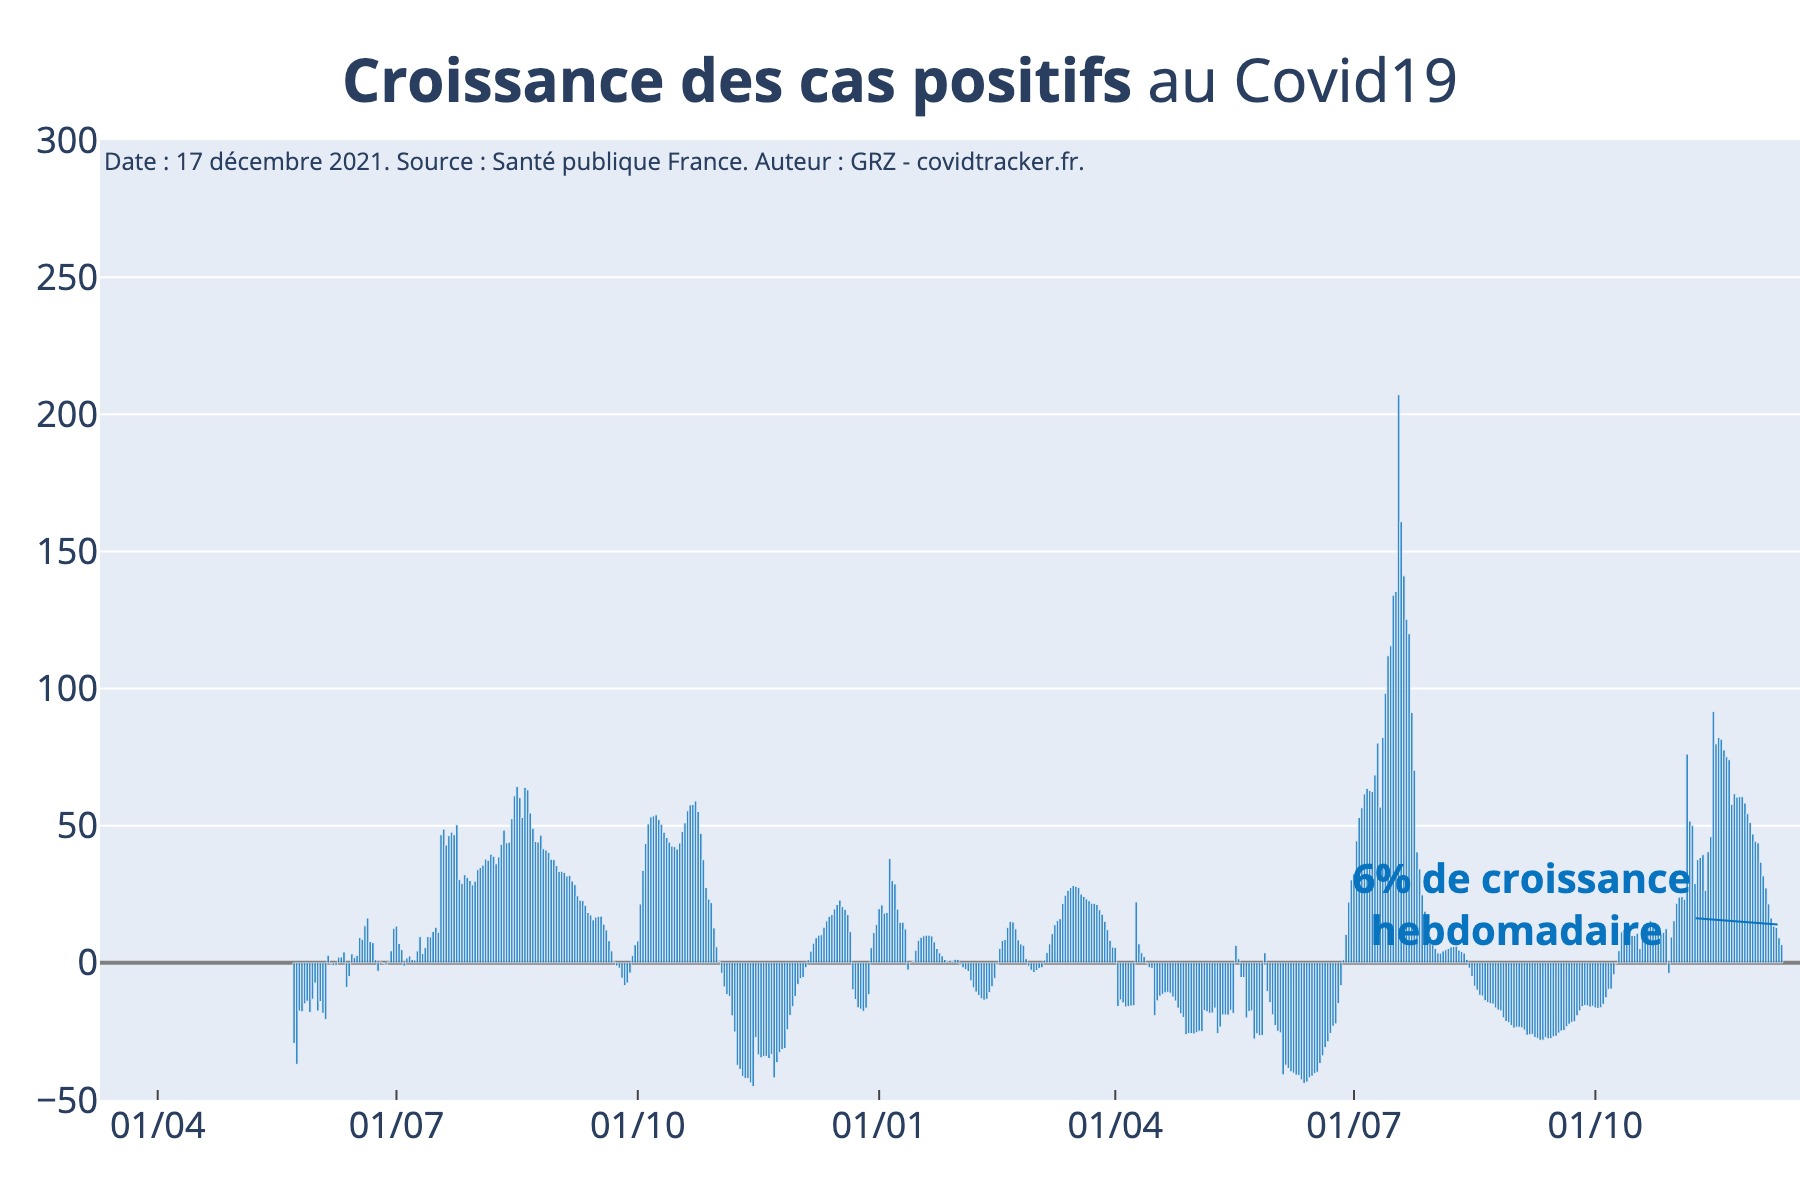 Croissance des cas positifs au Covid19
300
Date : 17 décembre 2021. Source : Santé publique France. Auteur : GRZ - covidtracker.fr.
250
200
150
100
50
6% de croissance
hebdomadaire
0
−50
01/04 01/07 01/10 01/01 01/04 01/07 01/10